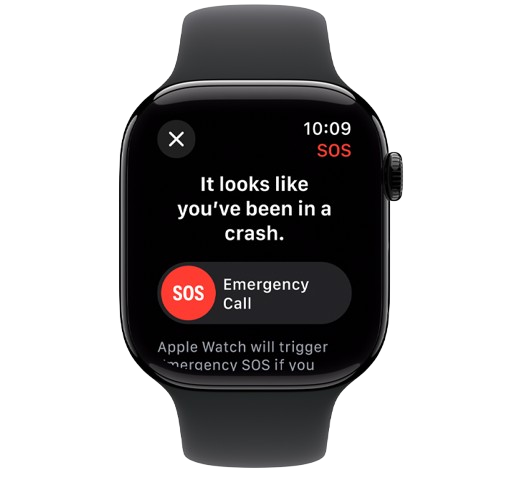 10:09
SOS
It looks like
you've been in a
crash.
SOS
Emergency
Call
Apple Watch will trigger
Emergency SOS if you